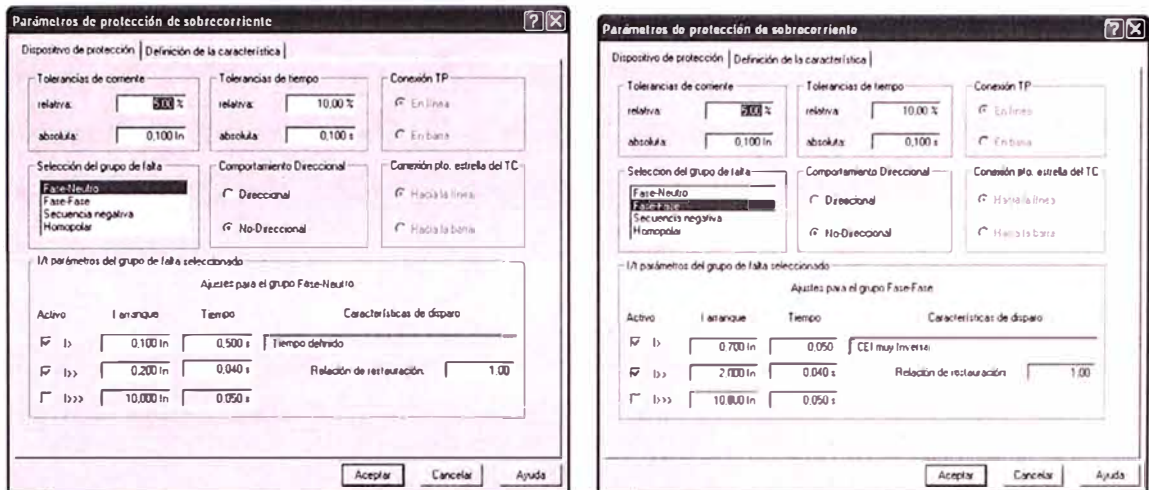 Parámetros de protección de sobrecorriente
Dispositivo de protección Definición de la característica
Tolerancias de corriente Tolerancias de tiempo Conexión TP
relativa: 5,00 % relativa: 10,00 % En línea
absoluta: 0,100 In absoluta: 0,100 s En barra
Selección del grupo de falta Comportamiento Direccional Conexión pto. estrella del TC
Fase-Neutro
Fase-Fase
Secuencia negativa
Homopolar
Direccional Hacia la línea
No-Direccional Hacia la barra
I/t parámetros del grupo de falta seleccionado
Ajustes para el grupo Fase-Neutro
Activo I arranque Tiempo Características de disparo
I> 0,100 In 0,500 s Tiempo definido
I>> 0,200 In 0,040 s Relación de restauración: 1,00
I>>> 10,000 In 0,050 s
Aceptar Cancelar Ayuda
Parámetros de protección de sobrecorriente
Dispositivo de protección Definición de la característica
Tolerancias de corriente Tolerancias de tiempo Conexión TP
relativa: 5,00 % relativa: 10,00 % En línea
absoluta: 0,100 In absoluta: 0,100 s En barra
Selección del grupo de falta Comportamiento Direccional Conexión pto. estrella del TC
Fase-Neutro
Fase-Fase
Secuencia negativa
Homopolar
Direccional Hacia la línea
No-Direccional Hacia la barra
I/t parámetros del grupo de falta seleccionado
Ajustes para el grupo Fase-Fase
Activo I arranque Tiempo Características de disparo
I> 0,700 In 0,050 CEI muy Inversa
I>> 2,000 In 0,040 s Relación de restauración: 1,00
I>>> 10,000 In 0,050 s
Aceptar Cancelar Ayuda